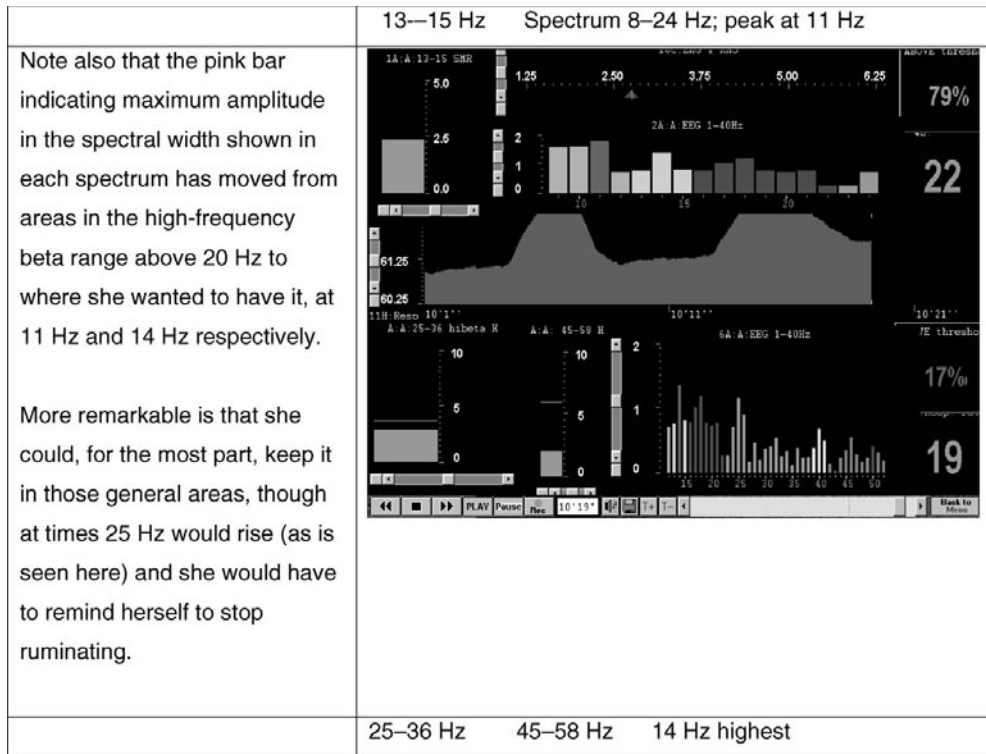 13-–15 Hz Spectrum 8–24 Hz; peak at 11 Hz
Note also that the pink bar
indicating maximum amplitude
in the spectral width shown in
each spectrum has moved from
areas in the high-frequency
beta range above 20 Hz to
where she wanted to have it, at
11 Hz and 14 Hz respectively.
More remarkable is that she
could, for the most part, keep it
in those general areas, though
at times 25 Hz would rise (as is
seen here) and she would have
to remind herself to stop
ruminating.
1A:A:13-15 SMR
5.0
2.5
0.0
1.25 2.50 3.75 5.00 6.25
79%
2A:A:EEG 1-40Hz
2
1
0
10 15 20
22
61.25
60.25
11H:Resp 10'1'' 10'11'' 10'21''
A:A:25-36 hibeta H
10
5
0
A:A: 45-58 H
10
5
0
6A:A:EEG 1-40Hz
2
1
0
15 20 25 30 35 40 45 50
17%
19
PLAY Pause Rec 10'19" T+ T- Back to
Menu
25–36 Hz 45–58 Hz 14 Hz highest